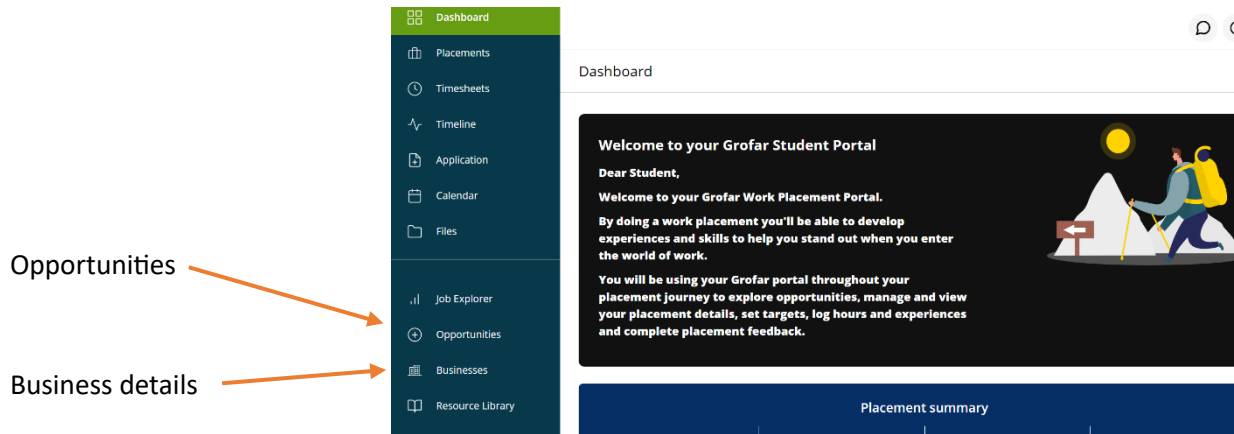 Dashboard
Placements
Timesheets
Timeline
Application
Calendar
Files
Job Explorer
Opportunities
Businesses
Resource Library
Opportunities
Business details
Dashboard
Welcome to your Grofar Student Portal
Dear Student,
Welcome to your Grofar Work Placement Portal.
By doing a work placement you'll be able to develop
experiences and skills to help you stand out when you enter
the world of work.
You will be using your Grofar portal throughout your
placement journey to explore opportunities, manage and view
your placement details, set targets, log hours and experiences
and complete placement feedback.
Placement summary